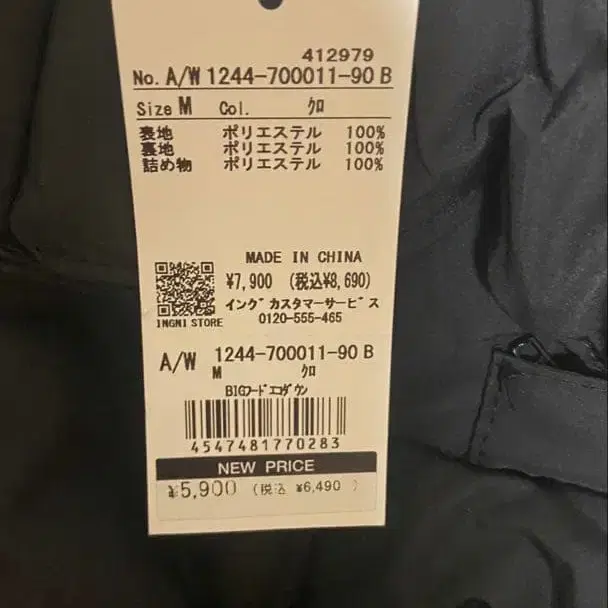 412979
No. A/W 1244-700011-90 B
Size M Col. ｸﾛ
表地 ポリエステル 100%
裏地 ポリエステル 100%
詰め物 ポリエステル 100%
MADE IN CHINA
¥7,900 (税込¥8,690)
イング カスタマーサービス
0120-555-465
INGNI STORE
A/W 1244-700011-90 B
M ｸﾛ
BIGﾌｰﾄﾞｴｺﾀﾞｳﾝ
4547481770283
NEW PRICE
¥5,900 (税込 ¥6,490 )